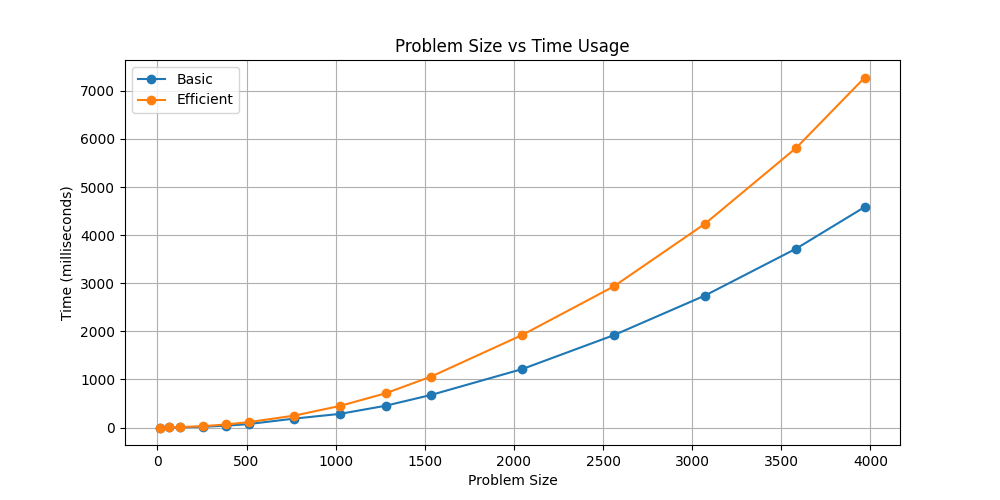 Problem Size vs Time Usage
Basic
Efficient
Time (milliseconds)
7000
6000
5000
4000
3000
2000
1000
0
0 500 1000 1500 2000 2500 3000 3500 4000
Problem Size